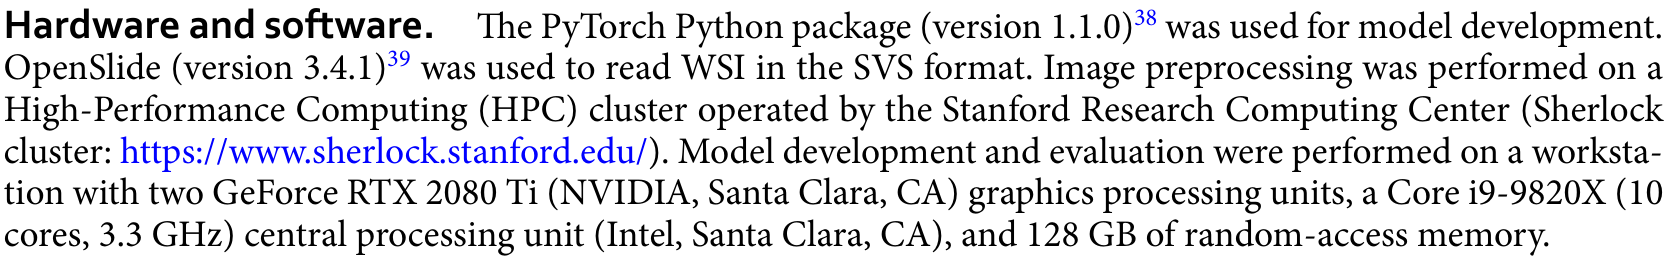 Hardware and software. The PyTorch Python package (version 1.1.0)38 was used for model development.
OpenSlide (version 3.4.1)39 was used to read WSI in the SVS format. Image preprocessing was performed on a
High-Performance Computing (HPC) cluster operated by the Stanford Research Computing Center (Sherlock
cluster: https://www.sherlock.stanford.edu/). Model development and evaluation were performed on a worksta-
tion with two GeForce RTX 2080 Ti (NVIDIA, Santa Clara, CA) graphics processing units, a Core i9-9820X (10
cores, 3.3 GHz) central processing unit (Intel, Santa Clara, CA), and 128 GB of random-access memory.